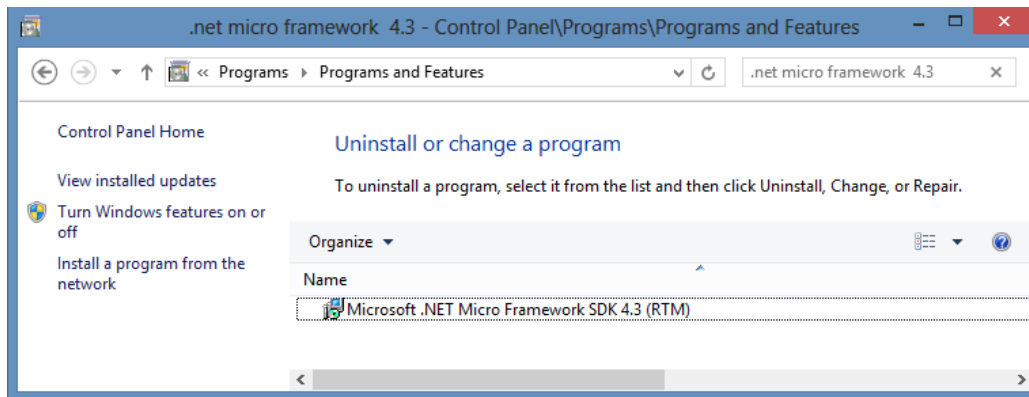 .net micro framework  4.3 - Control Panel\Programs\Programs and Features
« Programs Programs and Features
.net micro framework  4.3
Control Panel Home
View installed updates
Turn Windows features on or
off
Install a program from the
network
Uninstall or change a program
To uninstall a program, select it from the list and then click Uninstall, Change, or Repair.
Organize
Name
Microsoft .NET Micro Framework SDK 4.3 (RTM)